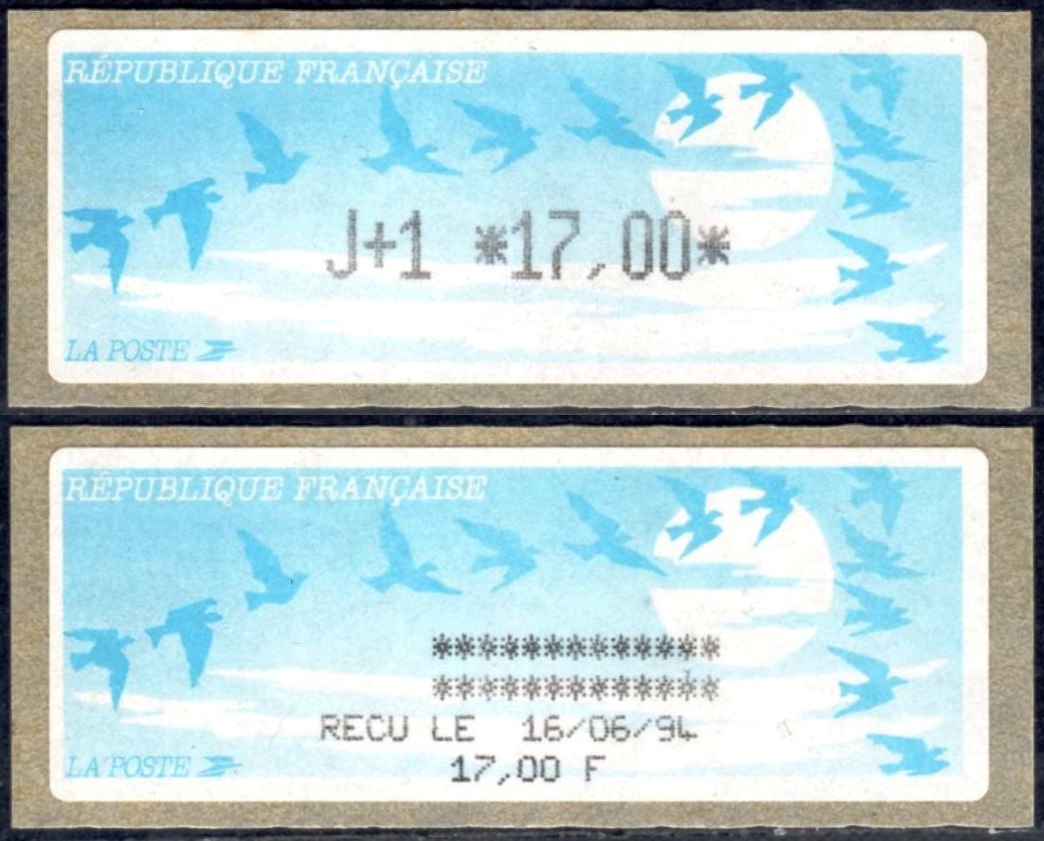 RÉPUBLIQUE FRANÇAISE
J+1 *17,00*
LA POSTE
RÉPUBLIQUE FRANÇAISE
*************
*************
RECU LE 16/06/94
17,00 F
LA POSTE